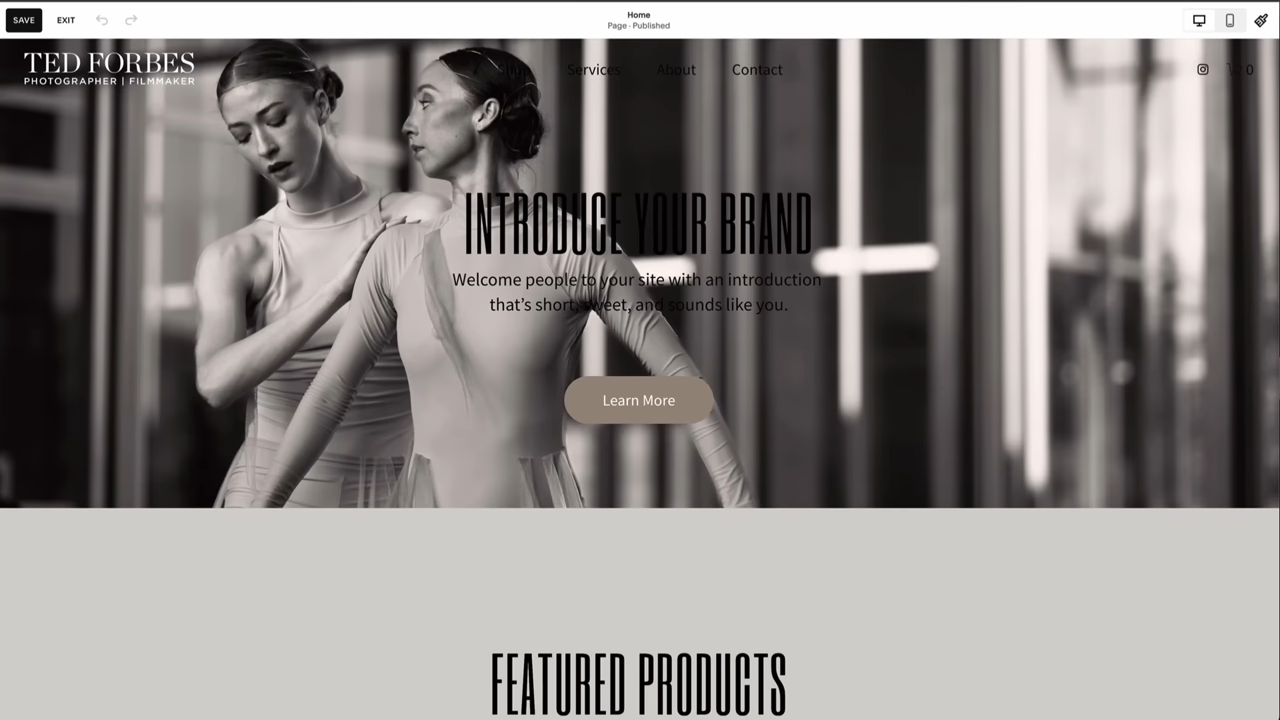 SAVE
EXIT
Home
Page · Published
TED FORBES
PHOTOGRAPHER | FILMMAKER
Services
About
Contact
0
INTRODUCE YOUR BRAND
Welcome people to your site with an introduction
that’s short, sweet, and sounds like you.
Learn More
FEATURED PRODUCTS